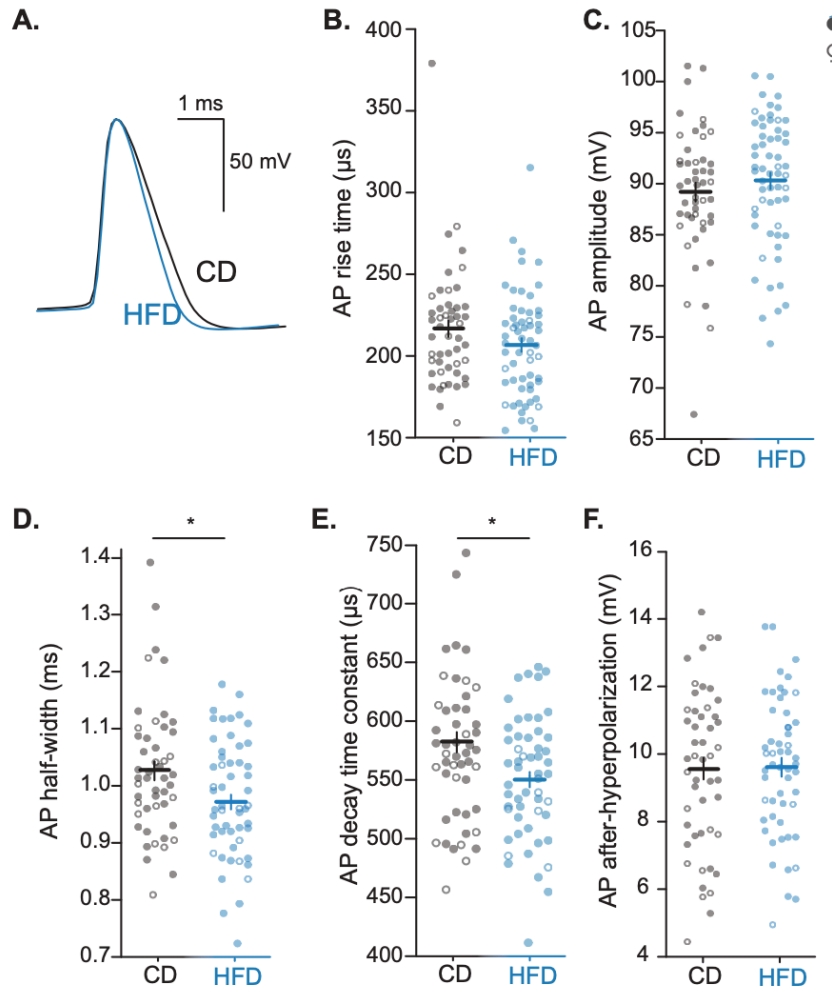 A.
1 ms
50 mV
CD
HFD
B.
AP rise time (µs)
400
350
300
250
200
150
CD
HFD
C.
AP amplitude (mV)
105
100
95
90
85
80
75
70
65
CD
HFD
D.
*
AP half-width (ms)
1.4
1.3
1.2
1.1
1.0
0.9
0.8
0.7
CD
HFD
E.
*
AP decay time constant (µs)
750
700
650
600
550
500
450
400
CD
HFD
F.
AP after-hyperpolarization (mV)
16
14
12
10
8
6
4
CD
HFD